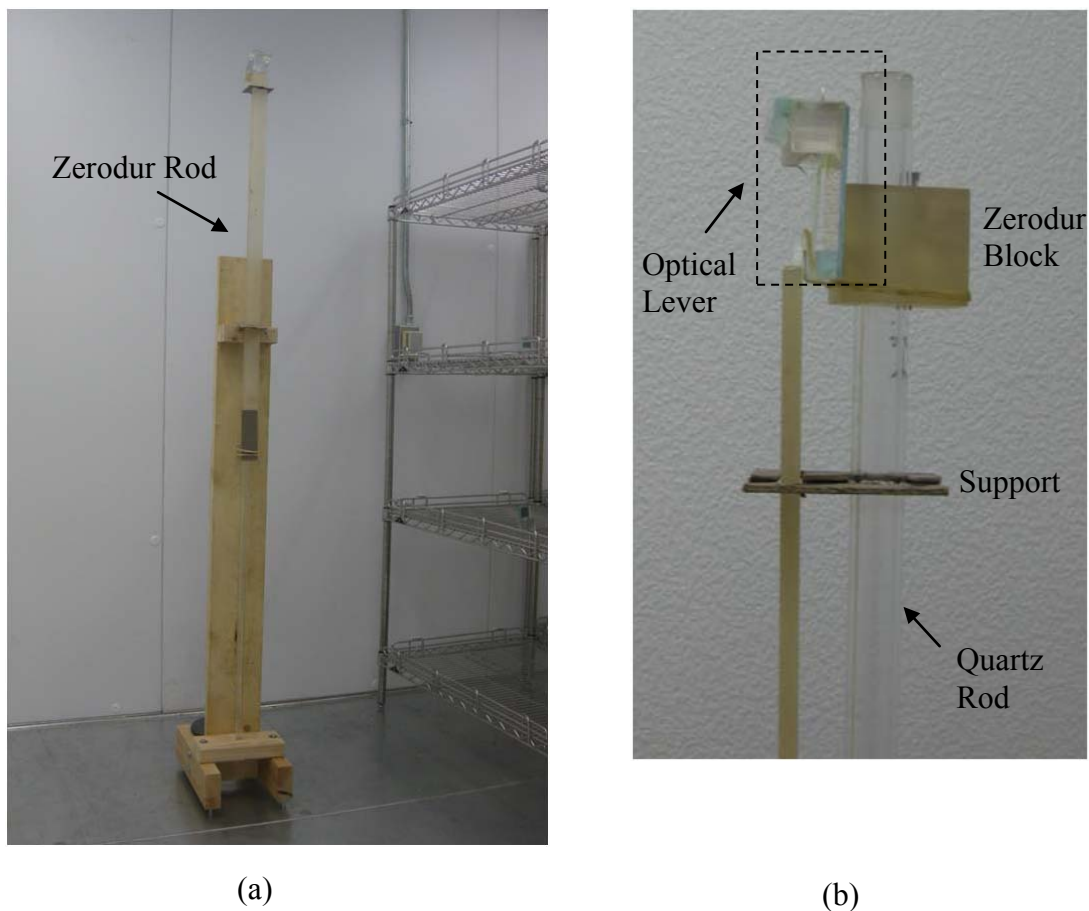 Zerodur Rod
Optical
Lever
Zerodur
Block
Support
Quartz
Rod
(a)
(b)